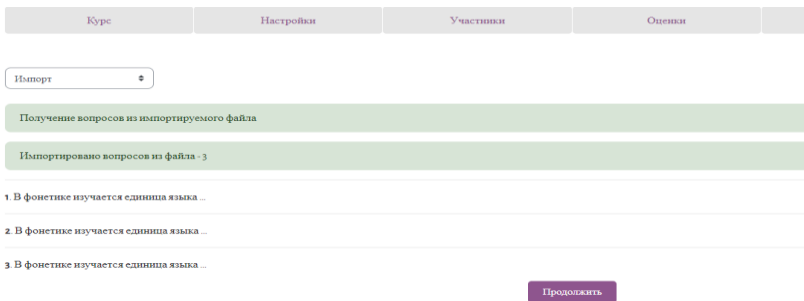 Курс Настройки Участники Оценки
Импорт
Получение вопросов из импортируемого файла
Импортировано вопросов из файла - 3
1. В фонетике изучается единица языка ...
2. В фонетике изучается единица языка ...
3. В фонетике изучается единица языка ...
Продолжить